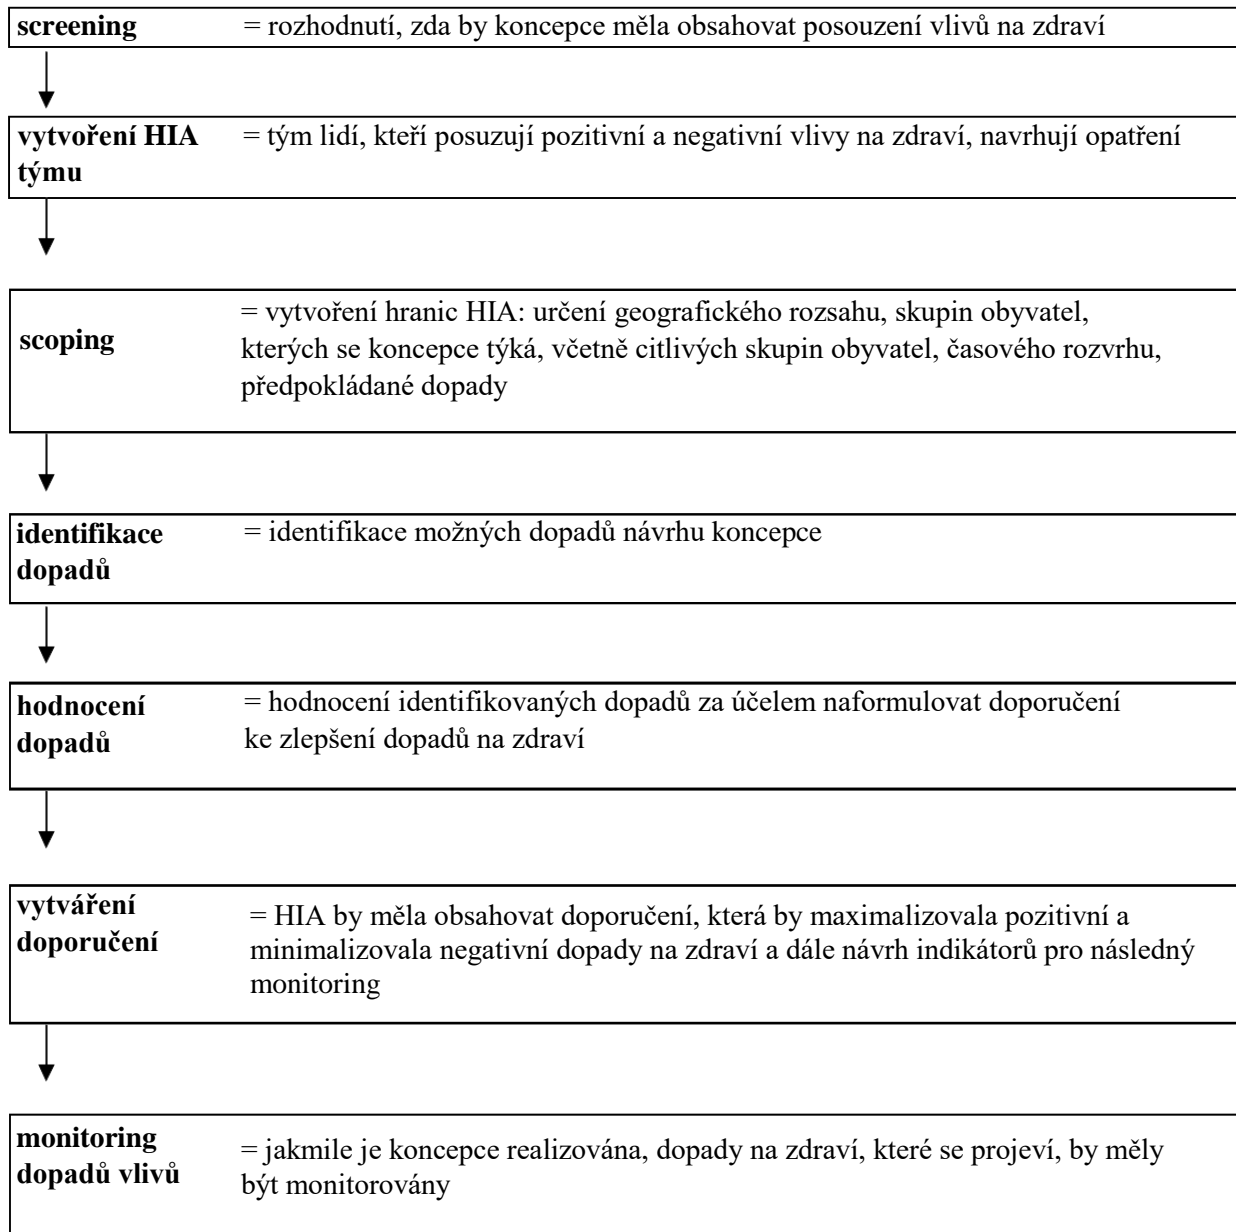 screening = rozhodnutí, zda by koncepce měla obsahovat posouzení vlivů na zdraví
vytvoření HIA = tým lidí, kteří posuzují pozitivní a negativní vlivy na zdraví, navrhují opatření
týmu
scoping
= vytvoření hranic HIA: určení geografického rozsahu, skupin obyvatel,
kterých se koncepce týká, včetně citlivých skupin obyvatel, časového rozvrhu,
předpokládané dopady
identifikace = identifikace možných dopadů návrhu koncepce
dopadů
hodnocení = hodnocení identifikovaných dopadů za účelem naformulovat doporučení
dopadů ke zlepšení dopadů na zdraví
vytváření
doporučení
= HIA by měla obsahovat doporučení, která by maximalizovala pozitivní a
minimalizovala negativní dopady na zdraví a dále návrh indikátorů pro následný
monitoring
monitoring = jakmile je koncepce realizována, dopady na zdraví, které se projeví, by měly
dopadů vlivů být monitorovány